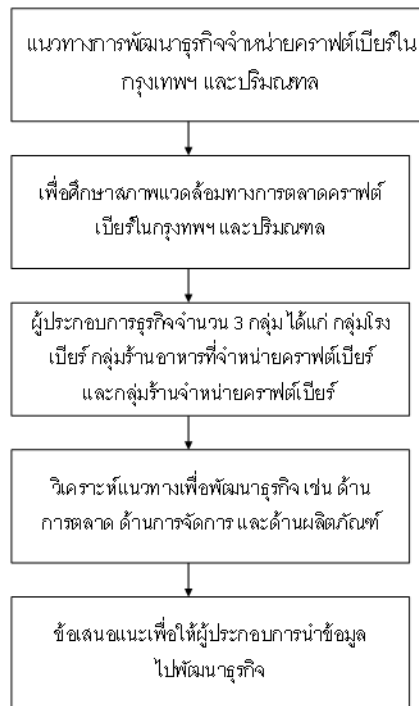 แนวทางการพัฒนาธุรกิจจำหน่ายคราฟต์เบียร์ใน
กรุงเทพฯ และปริมณฑล
เพื่อศึกษาสภาพแวดล้อมทางการตลาดคราฟต์
เบียร์ในกรุงเทพฯ และปริมณฑล
ผู้ประกอบการธุรกิจจำนวน 3 กลุ่ม ได้แก่ กลุ่มโรง
เบียร์ กลุ่มร้านอาหารที่จำหน่ายคราฟต์เบียร์
และกลุ่มร้านจำหน่ายคราฟต์เบียร์
วิเคราะห์แนวทางเพื่อพัฒนาธุรกิจ เช่น ด้าน
การตลาด ด้านการจัดการ และด้านผลิตภัณฑ์
ข้อเสนอแนะเพื่อให้ผู้ประกอบการนำข้อมูล
ไปพัฒนาธุรกิจ